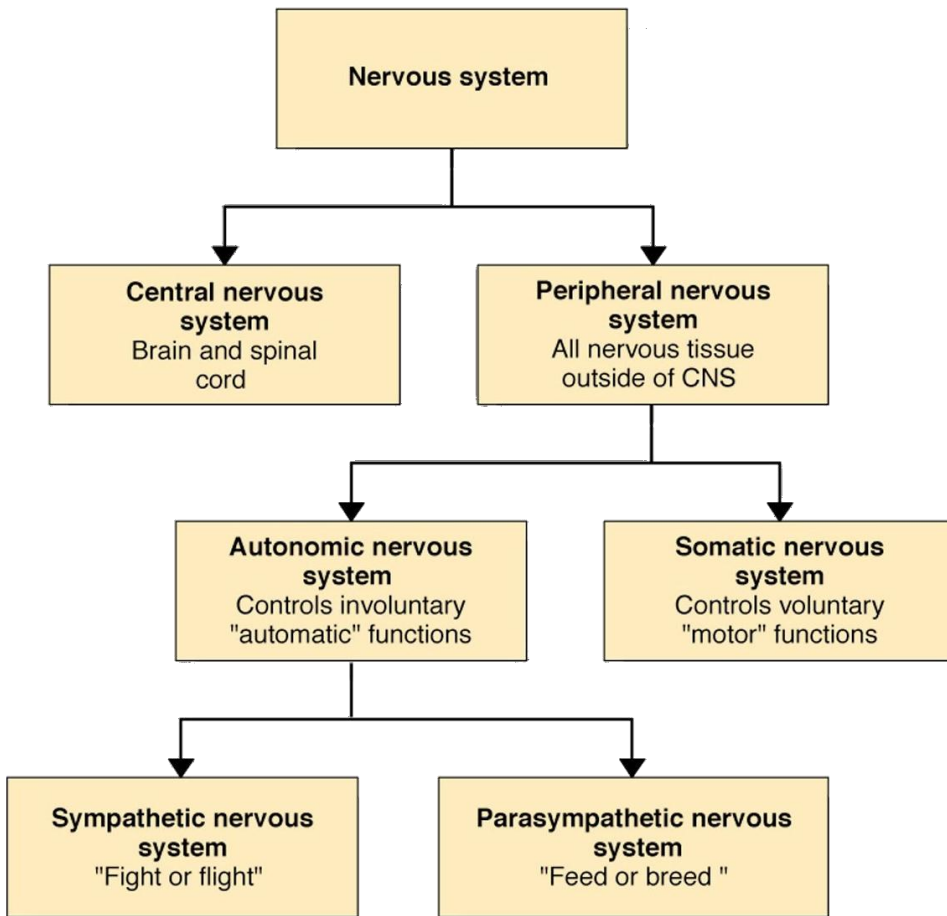 Nervous system
Central nervous
system
Brain and spinal
cord
Peripheral nervous
system
All nervous tissue
outside of CNS
Autonomic nervous
system
Controls involuntary
"automatic" functions
Somatic nervous
system
Controls voluntary
"motor" functions
Sympathetic nervous
system
"Fight or flight"
Parasympathetic nervous
system
"Feed or breed "